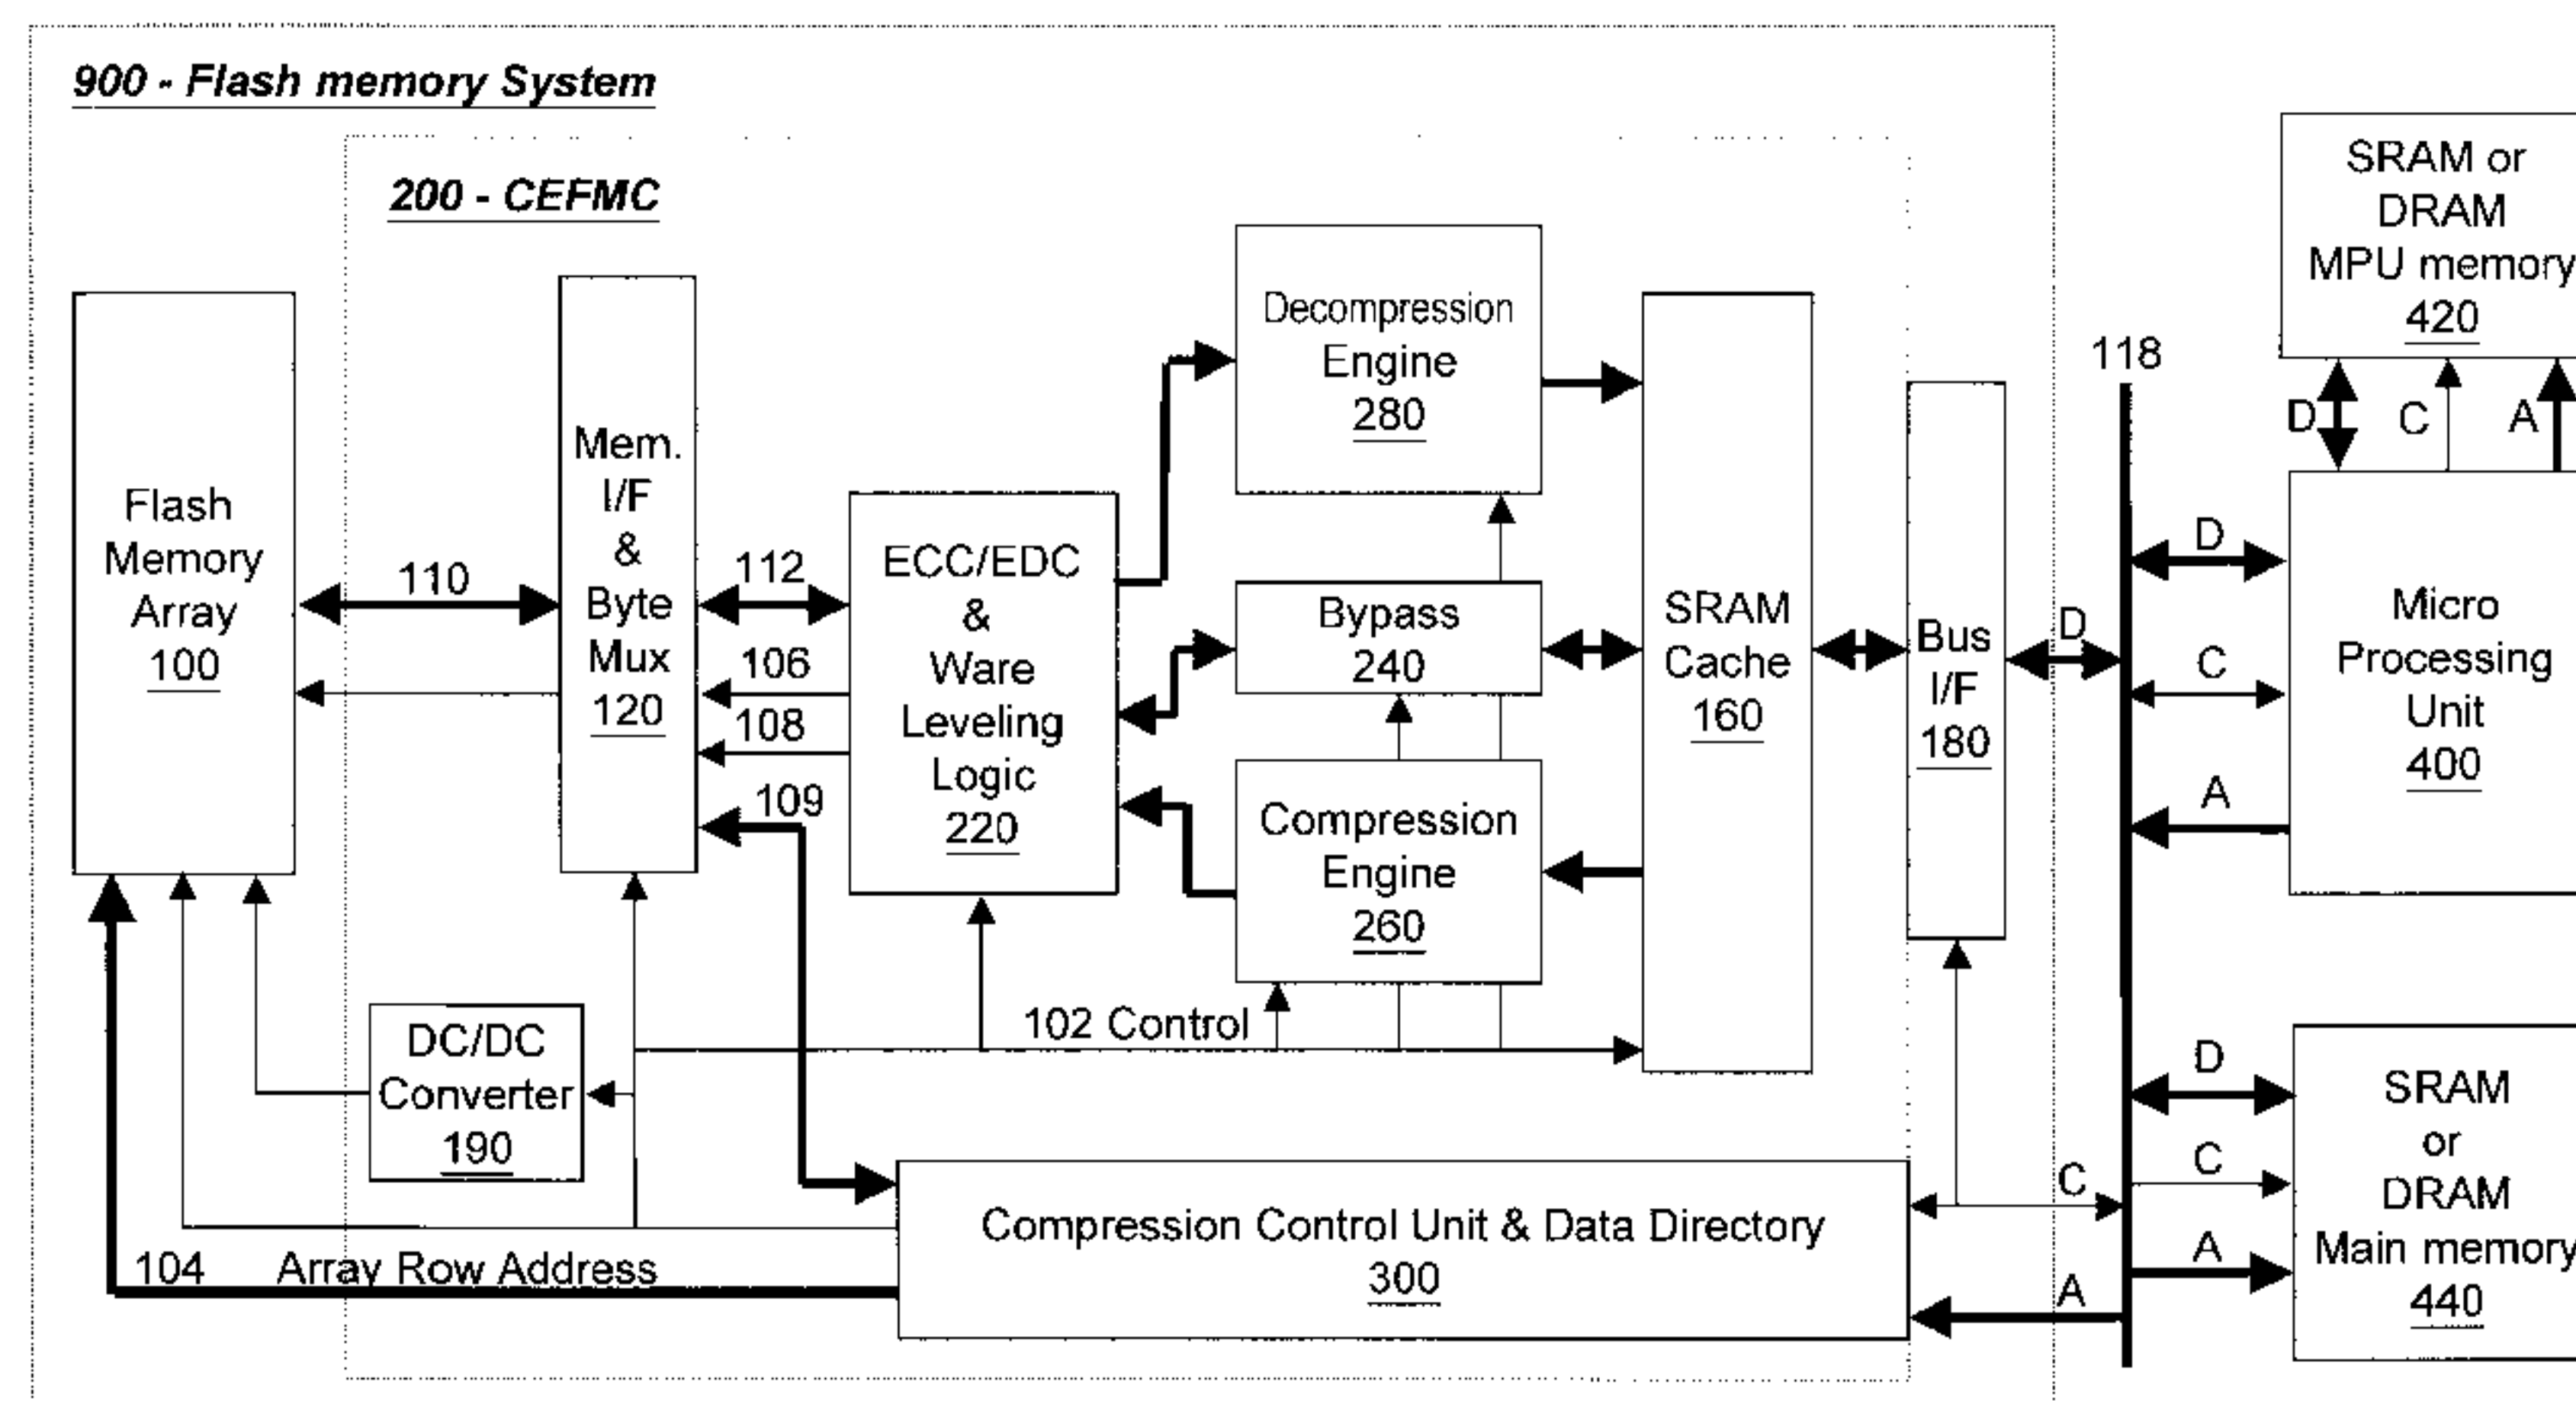 900 - Flash memory System
200 - CEFMC
Flash
Memory
Array
100
110
Mem.
I/F
&
Byte
Mux
120
112
106
108
109
ECC/EDC
&
Ware
Leveling
Logic
220
Decompression
Engine
280
Bypass
240
Compression
Engine
260
SRAM
Cache
160
Bus
I/F
180
D
118
SRAM or
DRAM
MPU memory
420
D
C
A
D
C
A
Micro
Processing
Unit
400
102 Control
DC/DC
Converter
190
104 Array Row Address
Compression Control Unit & Data Directory
300
C
A
D
C
A
SRAM
or
DRAM
Main memory
440